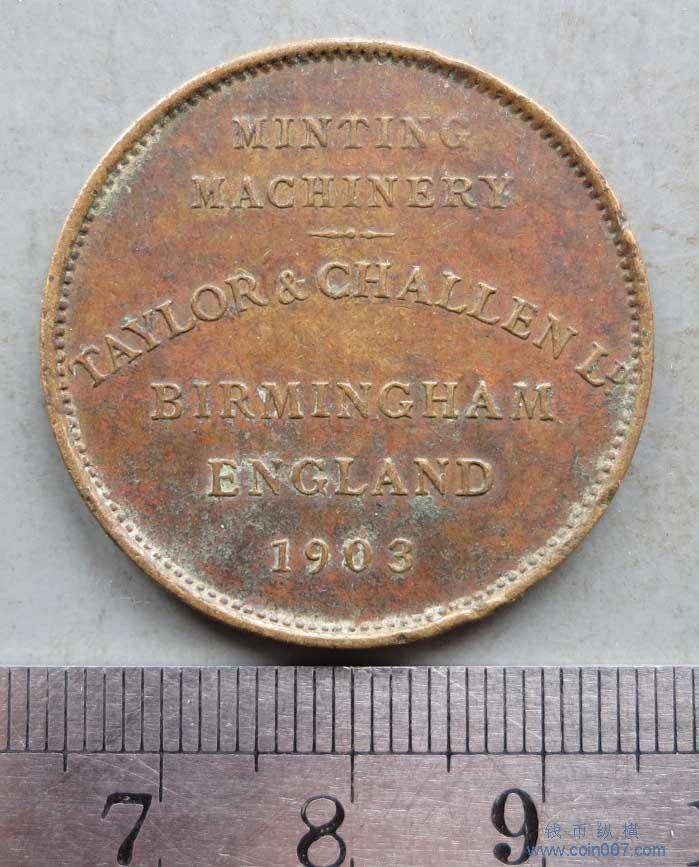 MINTING
MACHINERY
TAYLOR & CHALLEN LD
BIRMINGHAM
ENGLAND
1903
7 8 9
钱币纵横
www.coin007.com